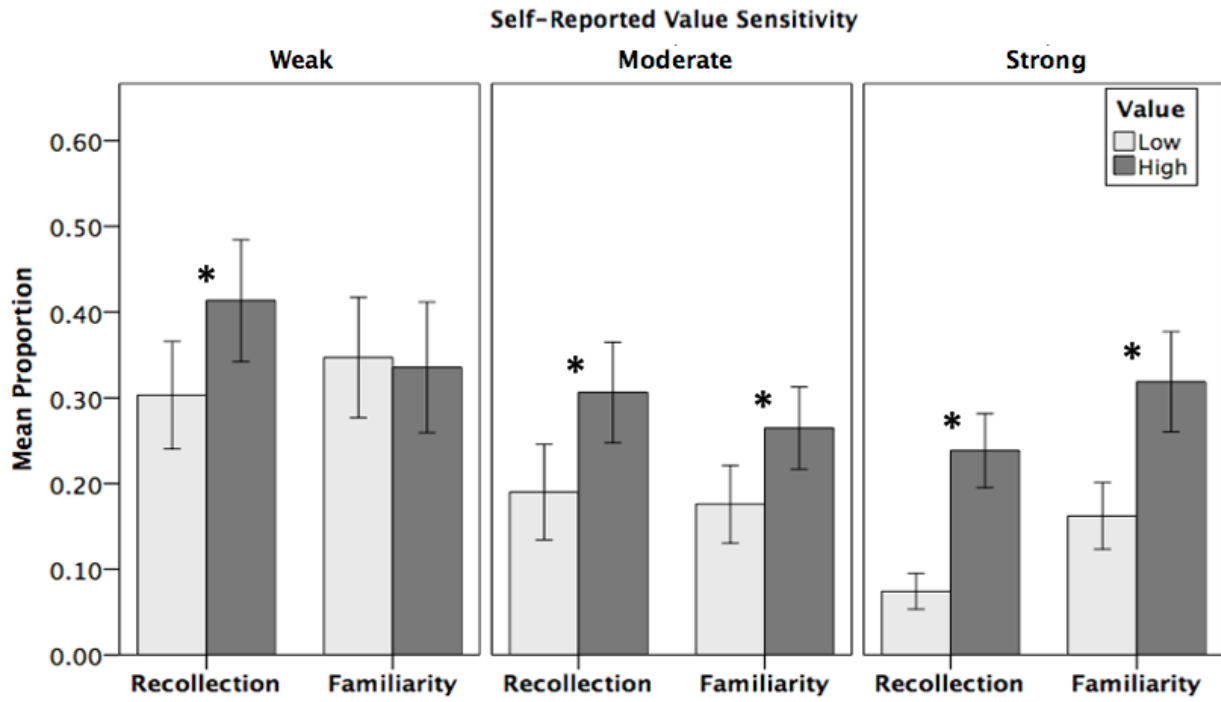 Self-Reported Value Sensitivity
Weak Moderate Strong
Value
Low
High
Mean Proportion
0.60
0.50
0.40
0.30
0.20
0.10
0.00
*
*
*
*
*
Recollection Familiarity Recollection Familiarity Recollection Familiarity